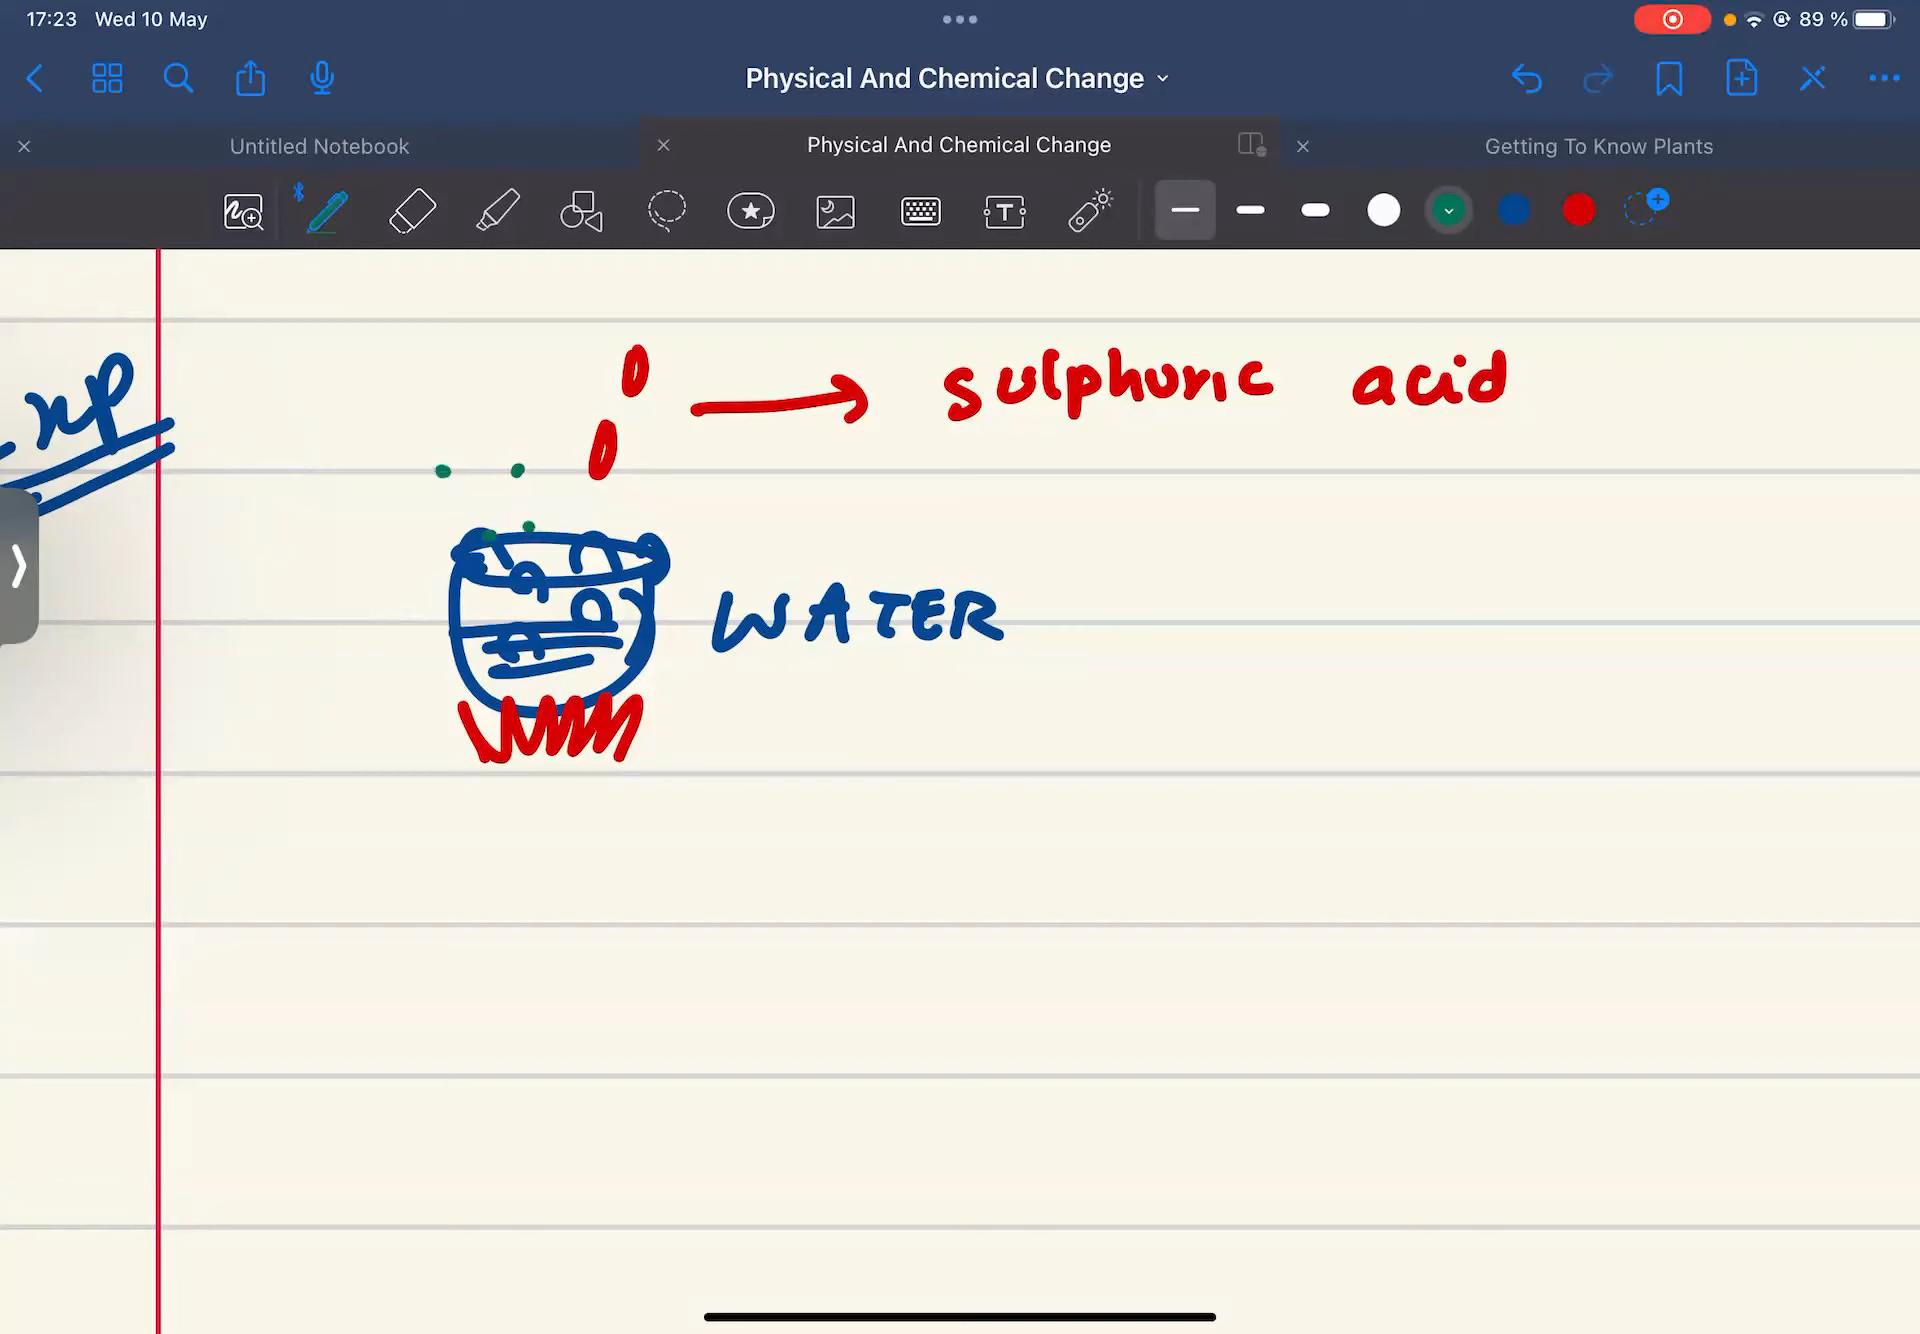 17:23 Wed 10 May
89 %
Physical And Chemical Change
Untitled Notebook
Physical And Chemical Change
Getting To Know Plants
T
sulphuric acid
xp
WATER